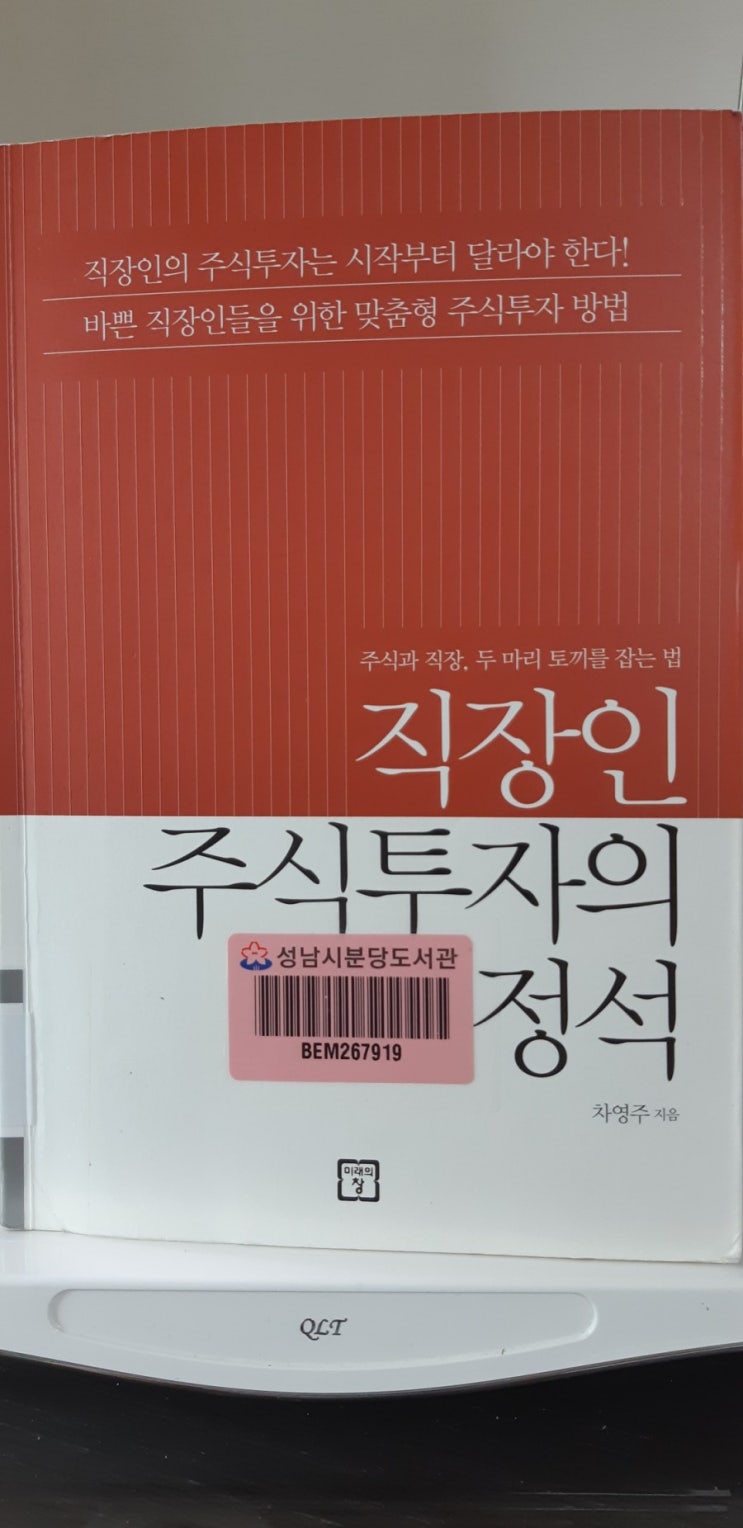 직장인의 주식투자는 시작부터 달라야 한다!
바쁜 직장인들을 위한 맞춤형 주식투자 방법
주식과 직장, 두 마리 토끼를 잡는 법
직장인
주식투자의
정석
성남시분당도서관
BEM267919
차영주 지음
미래의
창
QLT